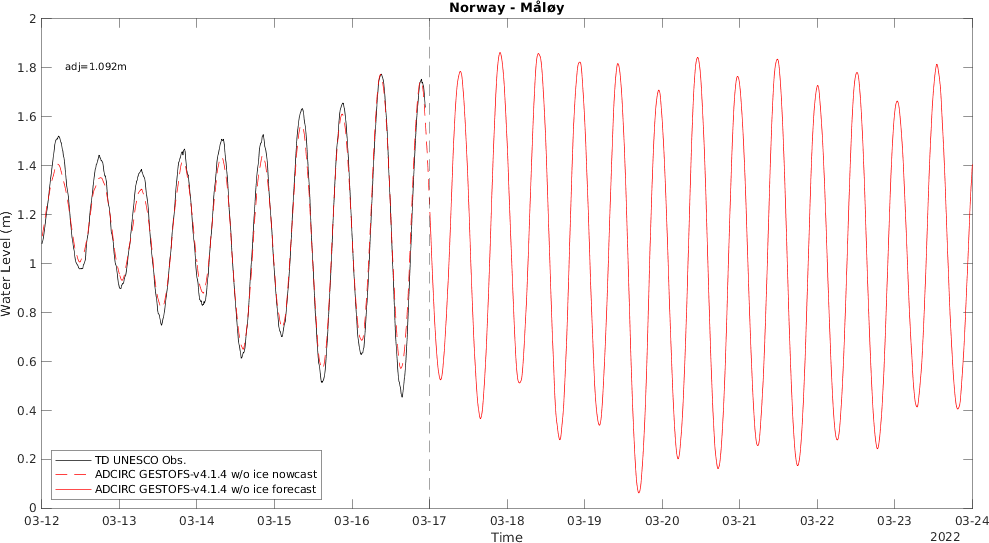 Norway - Måløy
adj=1.092m
2
1.8
1.6
1.4
1.2
1
0.8
0.6
0.4
0.2
0
Water Level (m)
TD UNESCO Obs.
ADCIRC GESTOFS-v4.1.4 w/o ice nowcast
ADCIRC GESTOFS-v4.1.4 w/o ice forecast
03-12 03-13 03-14 03-15 03-16 03-17 03-18 03-19 03-20 03-21 03-22 03-23 03-24
Time
2022